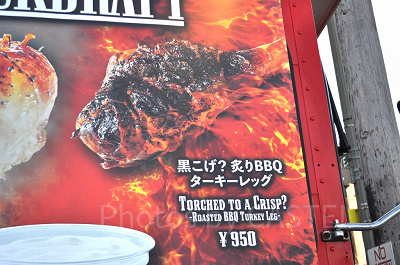 黒こげ？炙りBBQ
ターキーレッグ
TORCHED TO A CRISP?
-ROASTED BBQ TURKEY LEG-
￥950
NO